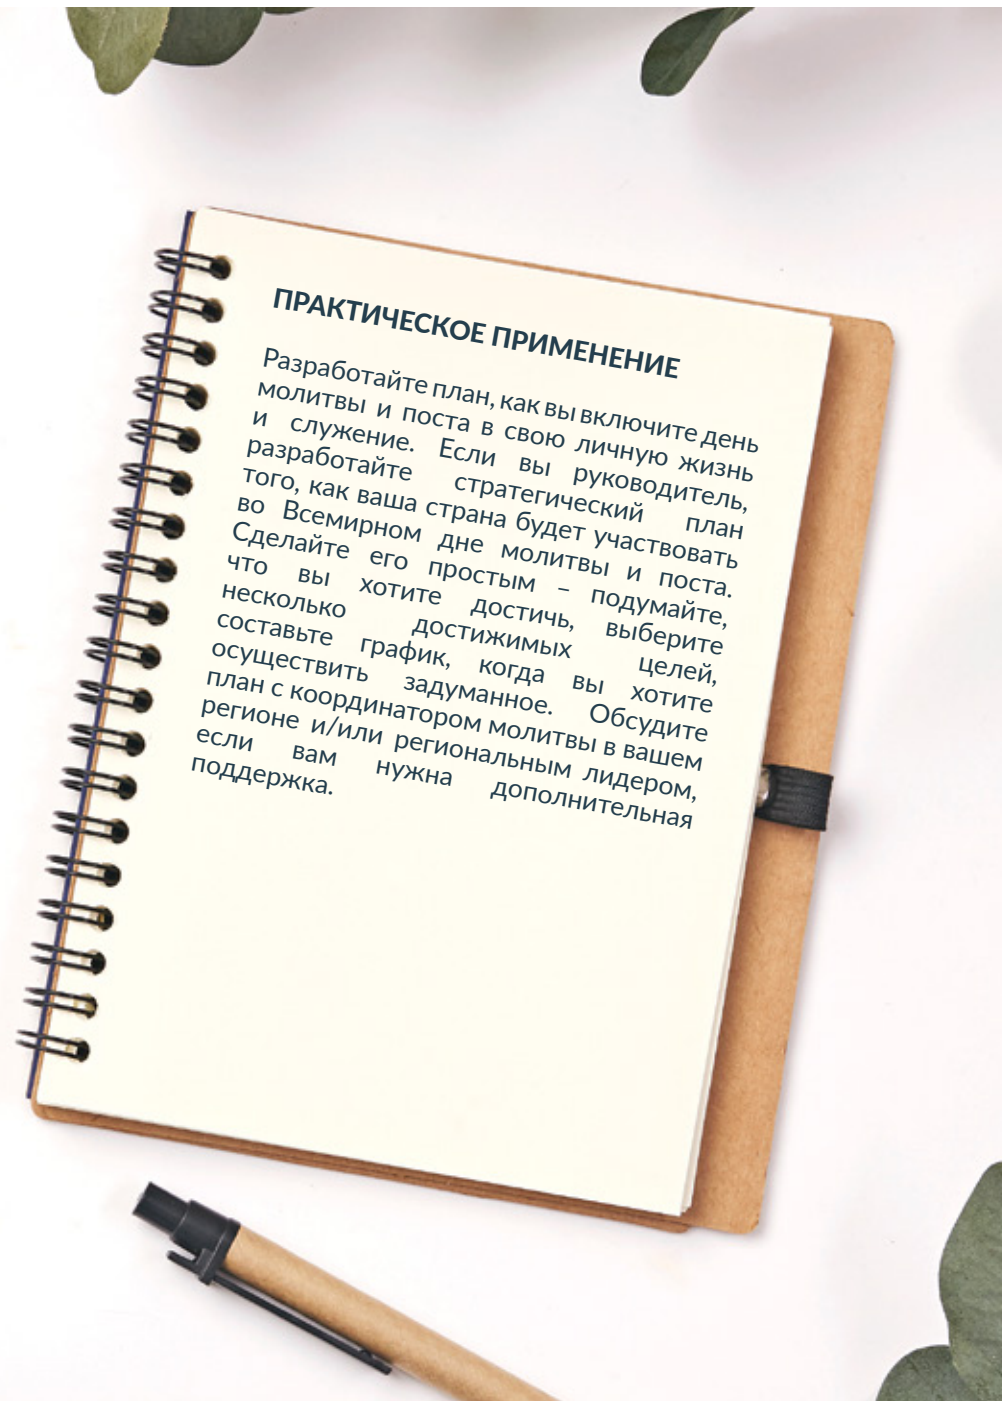 ПРАКТИЧЕСКОЕ ПРИМЕНЕНИЕ
Разработайте план, как вы включите день
молитвы и поста в свою личную жизнь
и служение. Если вы руководитель,
разработайте стратегический план
того, как ваша страна будет участвовать
во Всемирном дне молитвы и поста.
Сделайте его простым – подумайте,
что вы хотите достичь, выберите
несколько достижимых целей,
составьте график, когда вы хотите
осуществить задуманное. Обсудите
план с координатором молитвы в вашем
регионе и/или региональным лидером,
если вам нужна дополнительная
поддержка.